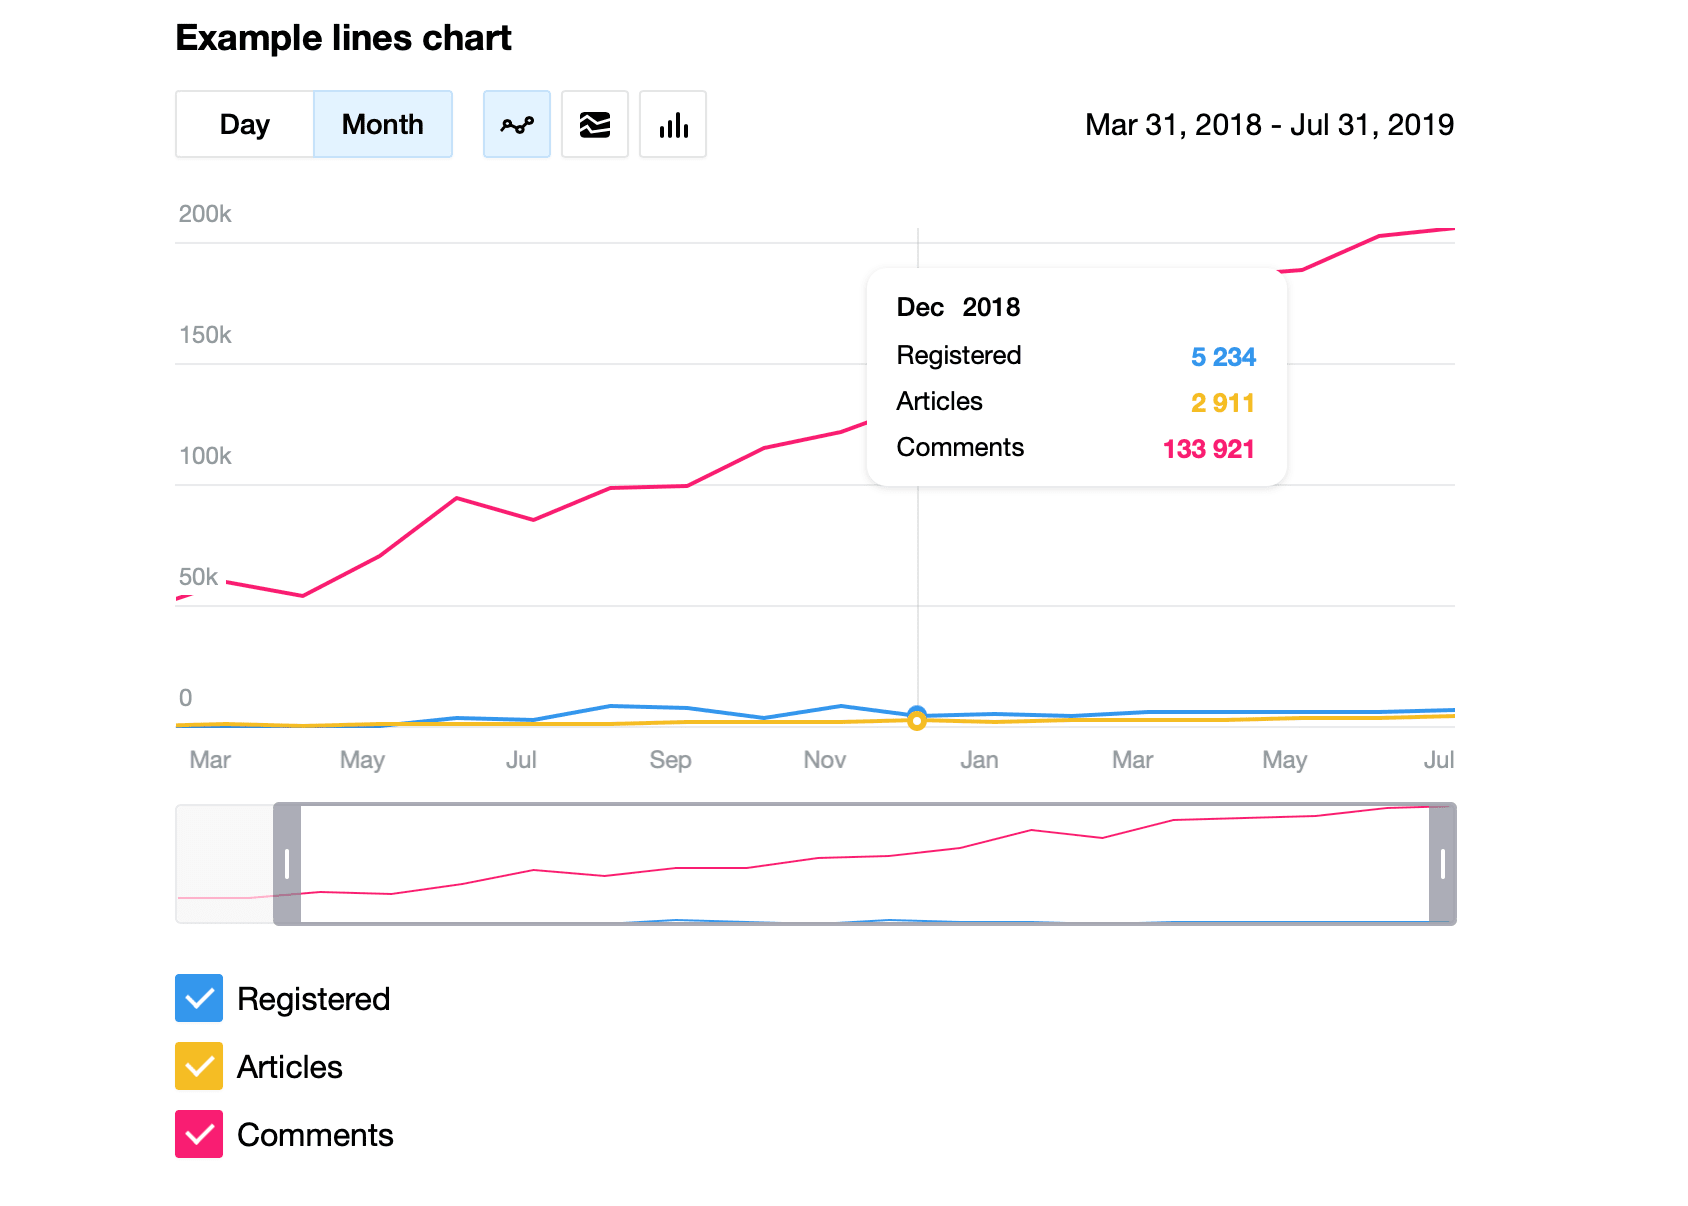 Example lines chart
Day Month Mar 31, 2018 - Jul 31, 2019
200k
150k
100k
50k
0
Dec 2018
Registered 5 234
Articles 2 911
Comments 133 921
Mar May Jul Sep Nov Jan Mar May Jul
Registered
Articles
Comments